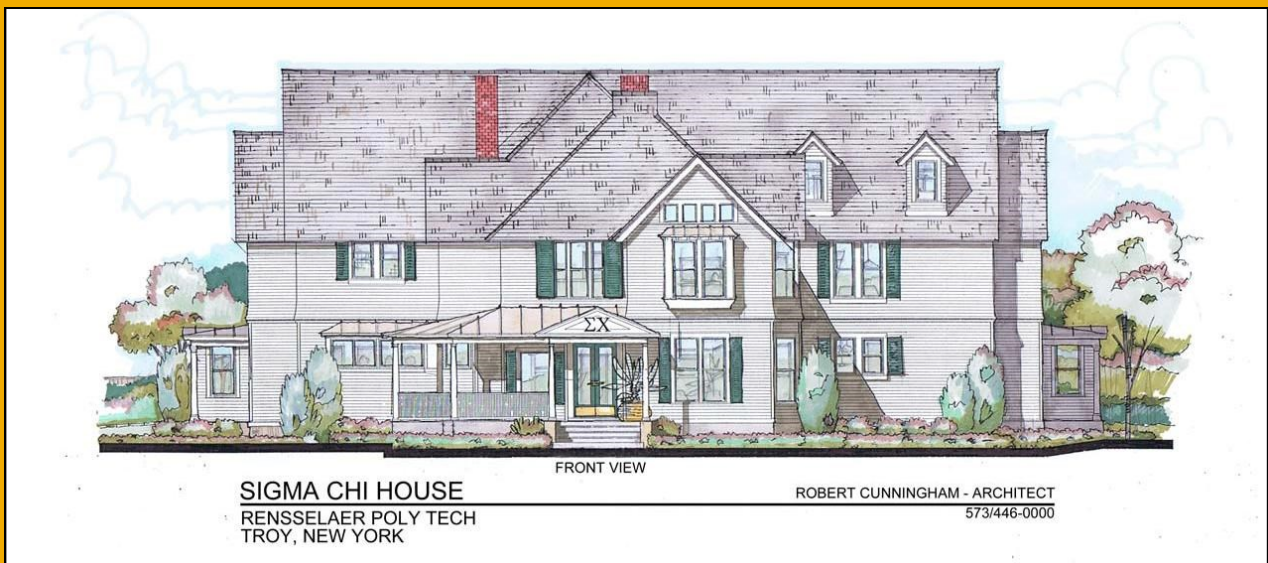 ΣΧ
FRONT VIEW
SIGMA CHI HOUSE
RENSSELAER POLY TECH
TROY, NEW YORK
ROBERT CUNNINGHAM - ARCHITECT
573/446-0000